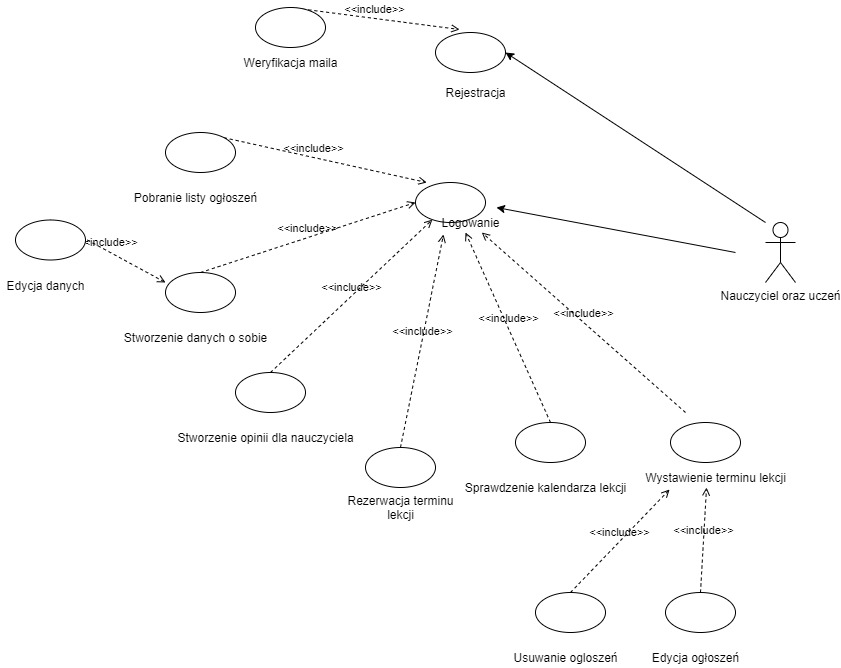 <<include>>
Weryfikacja maila
Rejestracja
<<include>>
Pobranie listy ogłoszeń
Logowanie
<<include>>
<<include>>
Edycja danych
<<include>>
Nauczyciel oraz uczeń
Stworzenie danych o sobie
<<include>>
<<include>>
<<include>>
Stworzenie opinii dla nauczyciela
Wystawienie terminu lekcji
Sprawdzenie kalendarza lekcji
Rezerwacja terminu
lekcji
<<include>>
<<include>>
Usuwanie ogloszeń
Edycja ogłoszeń